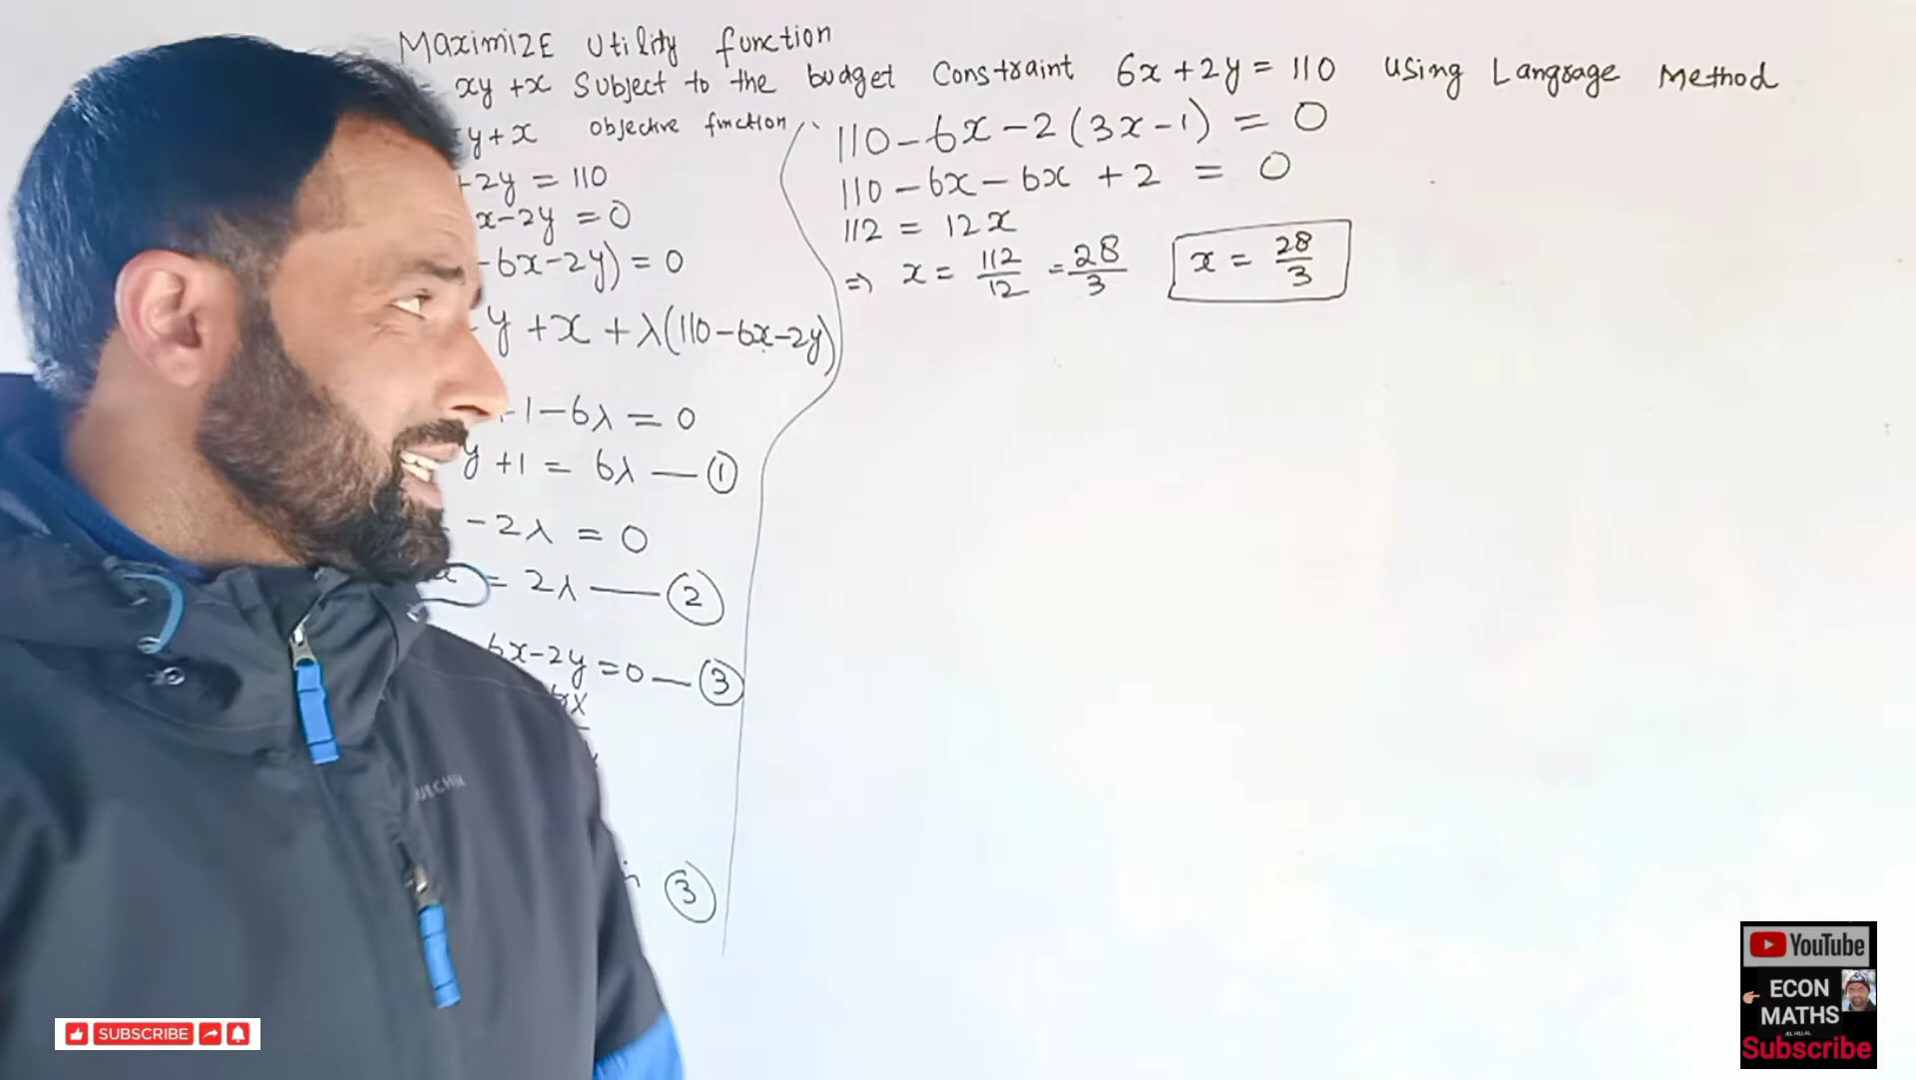 MaximizE Utility function
= xy +x Subject to the budget Constraint 6x+2y = 110 Using Langrage Method
y+x objective function
+2y = 110
x-2y = 0
-6x-2y) = 0
y +x + λ(110-6x-2y)
+1-6λ = 0
y +1 = 6λ — ①
-2λ = 0
x = 2λ — ②
6x-2y = 0 — ③
6x
③
110-6x-2(3x-1) = 0
110-6x-6x +2 = 0
112 = 12x
⇒ x = 112/12 = 28/3
x = 28/3
UECHUA
SUBSCRIBE
YouTube
ECON
MATHS
Subscribe